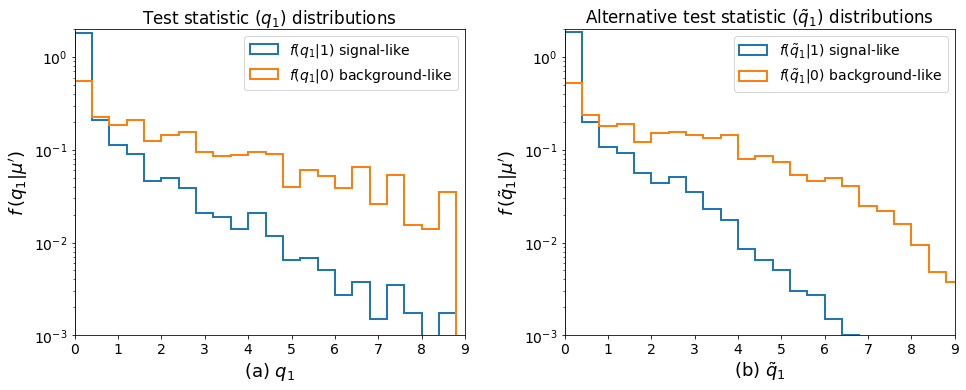 Test statistic (q₁) distributions
f(q₁|1) signal-like
f(q₁|0) background-like
f(q₁|μ′)
10⁰
10⁻¹
10⁻²
10⁻³
0 1 2 3 4 5 6 7 8 9
(a) q₁
Alternative test statistic (q̃₁) distributions
f(q̃₁|1) signal-like
f(q̃₁|0) background-like
f(q̃₁|μ′)
10⁰
10⁻¹
10⁻²
10⁻³
0 1 2 3 4 5 6 7 8 9
(b) q̃₁